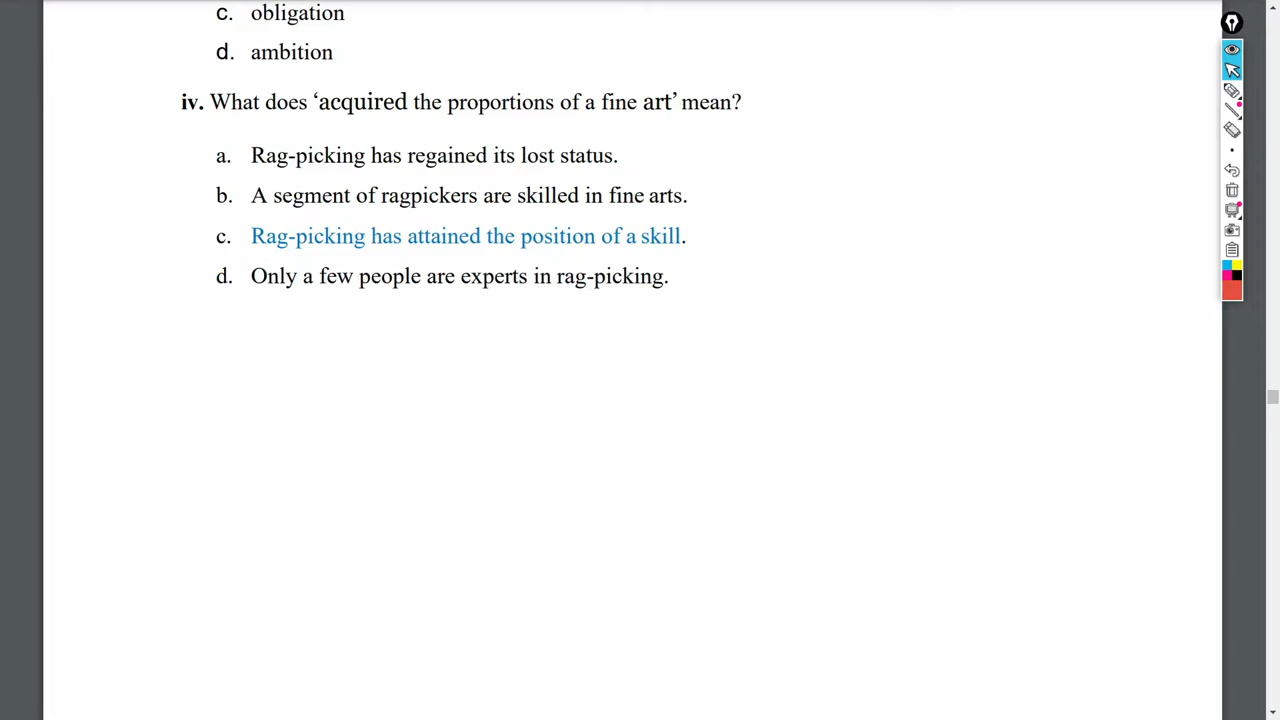 c. obligation
d. ambition
iv. What does ‘acquired the proportions of a fine art’ mean?
a. Rag-picking has regained its lost status.
b. A segment of ragpickers are skilled in fine arts.
c. Rag-picking has attained the position of a skill.
d. Only a few people are experts in rag-picking.